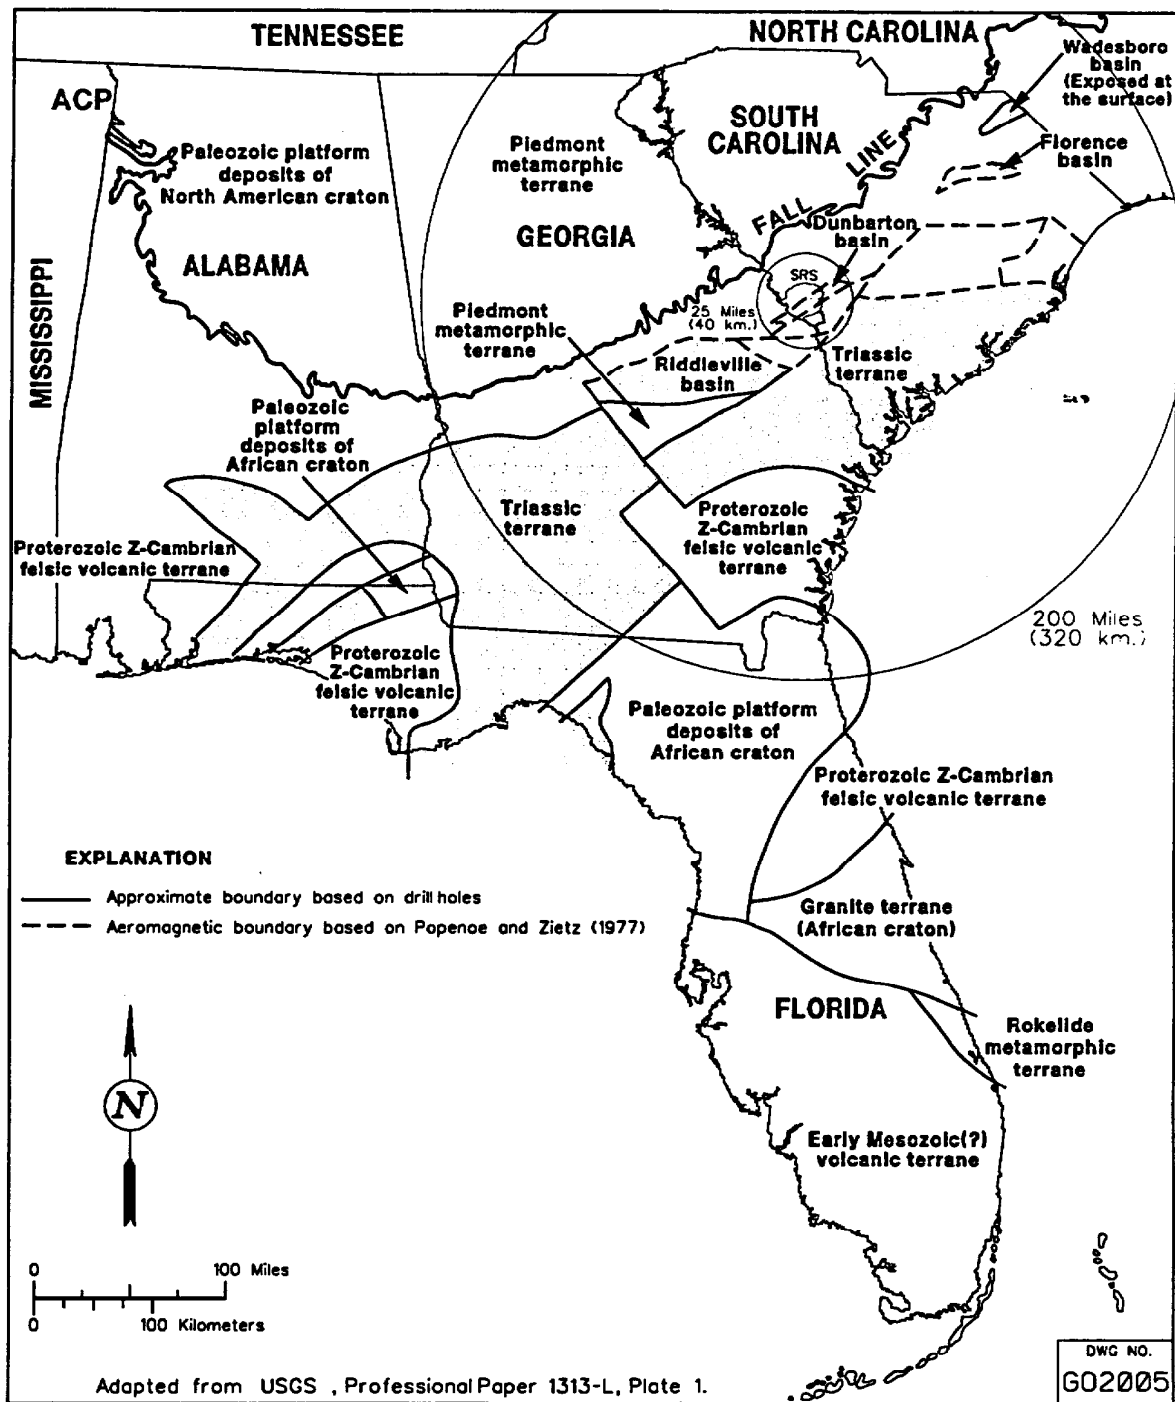 TENNESSEE
NORTH CAROLINA
Wadesboro
basin
(Exposed at
the surface)
ACP
SOUTH
CAROLINA
Paleozoic platform
deposits of
North American craton
Piedmont
metamorphic
terrane
Florence
basin
FALL LINE
GEORGIA
Dunbarton
basin
ALABAMA
SRS
MISSISSIPPI
25 Miles
(40 km.)
Piedmont
metamorphic
terrane
Riddleville
basin
Triassic
terrane
Paleozoic
platform
deposits of
African craton
Triassic
terrane
Proterozoic
Z-Cambrian
felsic volcanic
terrane
Proterozoic Z-Cambrian
felsic volcanic terrane
200 Miles
(320 km.)
Proterozoic
Z-Cambrian
felsic volcanic
terrane
Paleozoic platform
deposits of
African craton
Proterozoic Z-Cambrian
felsic volcanic terrane
EXPLANATION
Approximate boundary based on drill holes
Aeromagnetic boundary based on Popenoe and Zietz (1977)
Granite terrane
(African craton)
FLORIDA
Rokelide
metamorphic
terrane
N
Early Mesozoic(?)
volcanic terrane
0 100 Miles
0 100 Kilometers
Adapted from USGS , Professional Paper 1313-L, Plate 1.
DWG NO.
GO2005